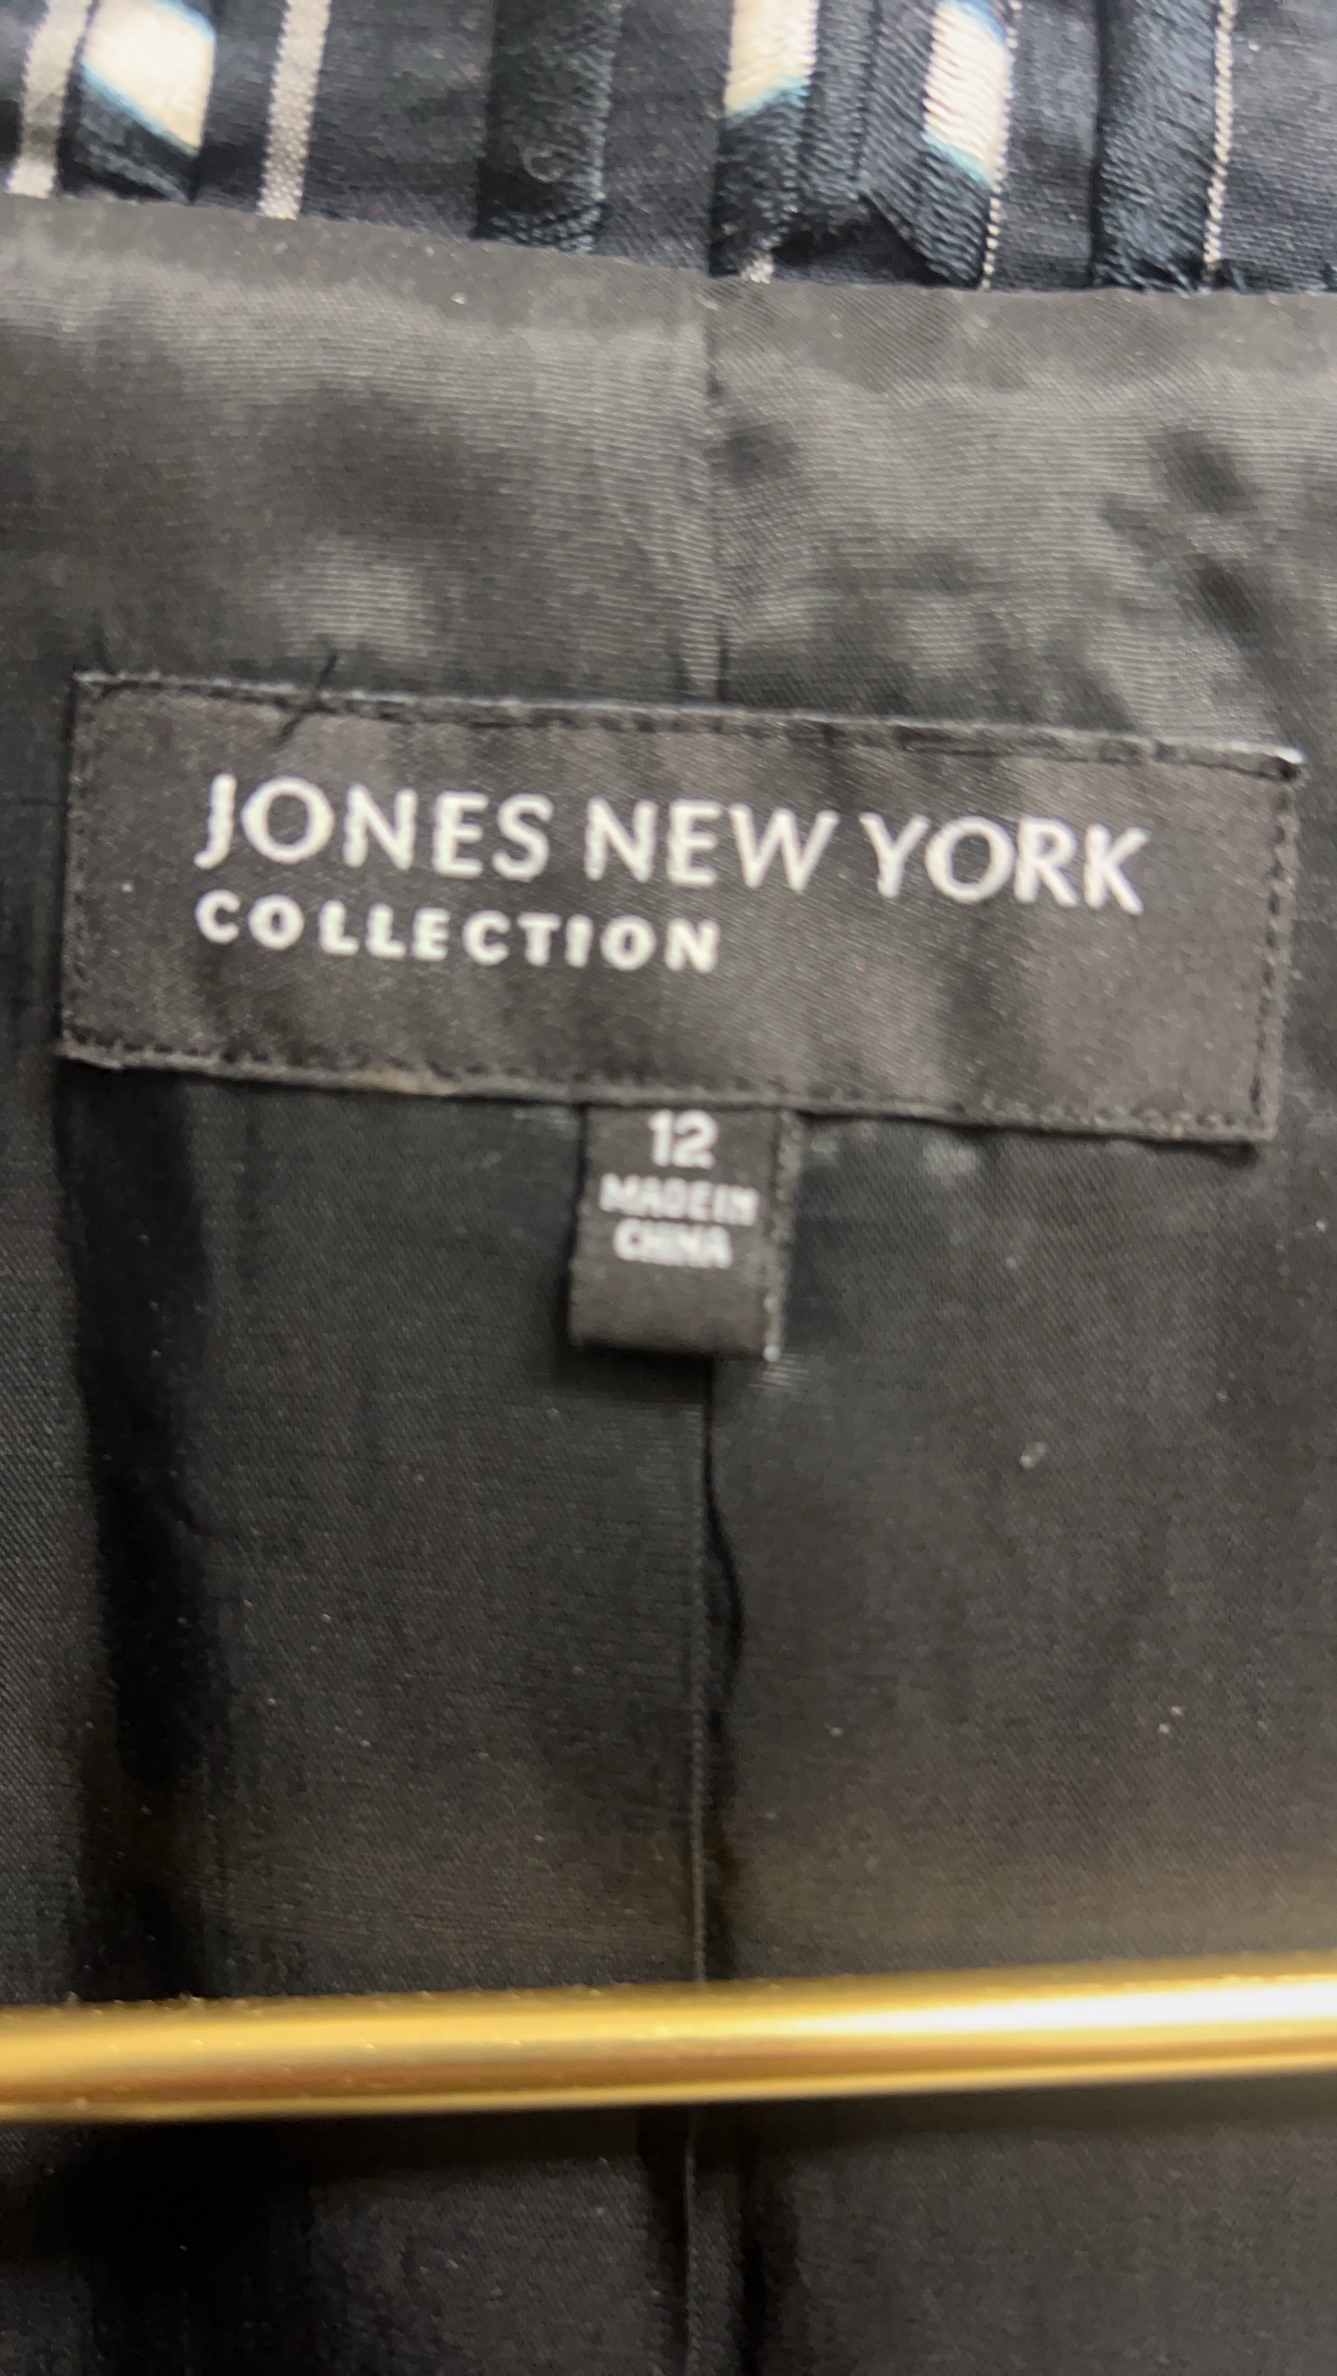 JONES NEW YORK
COLLECTION
12
MADE IN
CHINA